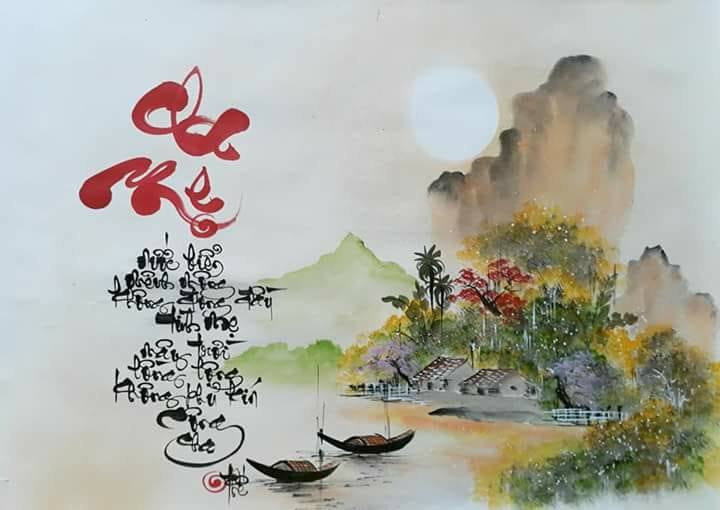 Cha
Mẹ
nước biển
mênh mông
không đong đầy
tình mẹ
mây trời
lồng lộng
không phủ kín
công
cha